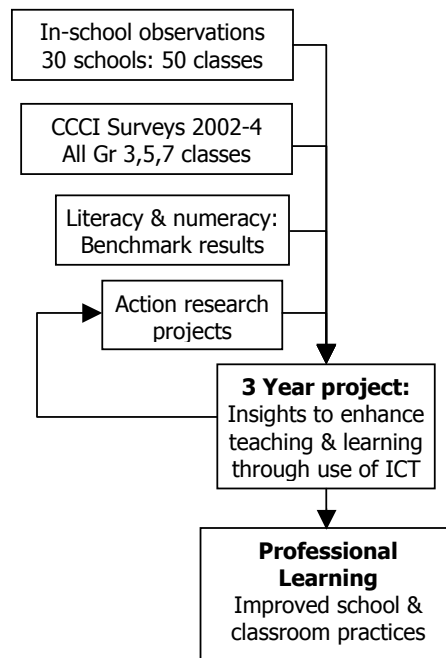 In-school observations
30 schools: 50 classes
CCCI Surveys 2002-4
All Gr 3,5,7 classes
Literacy & numeracy:
Benchmark results
Action research
projects
3 Year project:
Insights to enhance
teaching & learning
through use of ICT
Professional
Learning
Improved school &
classroom practices